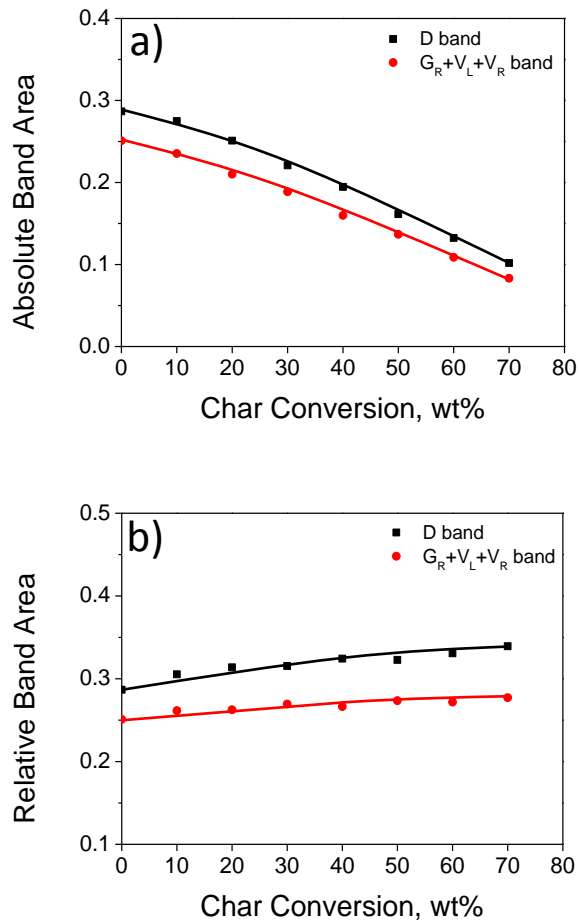 a)
D band
G_R+V_L+V_R band
0.4
0.3
0.2
0.1
0.0
Absolute Band Area
0 10 20 30 40 50 60 70 80
Char Conversion, wt%
b)
D band
G_R+V_L+V_R band
0.5
0.4
0.3
0.2
0.1
Relative Band Area
0 10 20 30 40 50 60 70 80
Char Conversion, wt%